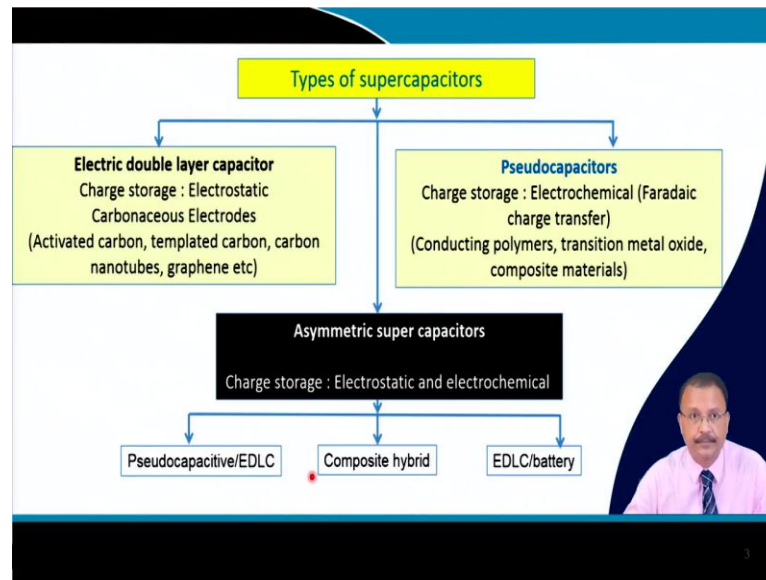 Types of supercapacitors
Electric double layer capacitor
Charge storage : Electrostatic
Carbonaceous Electrodes
(Activated carbon, templated carbon, carbon
nanotubes, graphene etc)
Pseudocapacitors
Charge storage : Electrochemical (Faradaic
charge transfer)
(Conducting polymers, transition metal oxide,
composite materials)
Asymmetric super capacitors
Charge storage : Electrostatic and electrochemical
Pseudocapacitive/EDLC
Composite hybrid
EDLC/battery
3